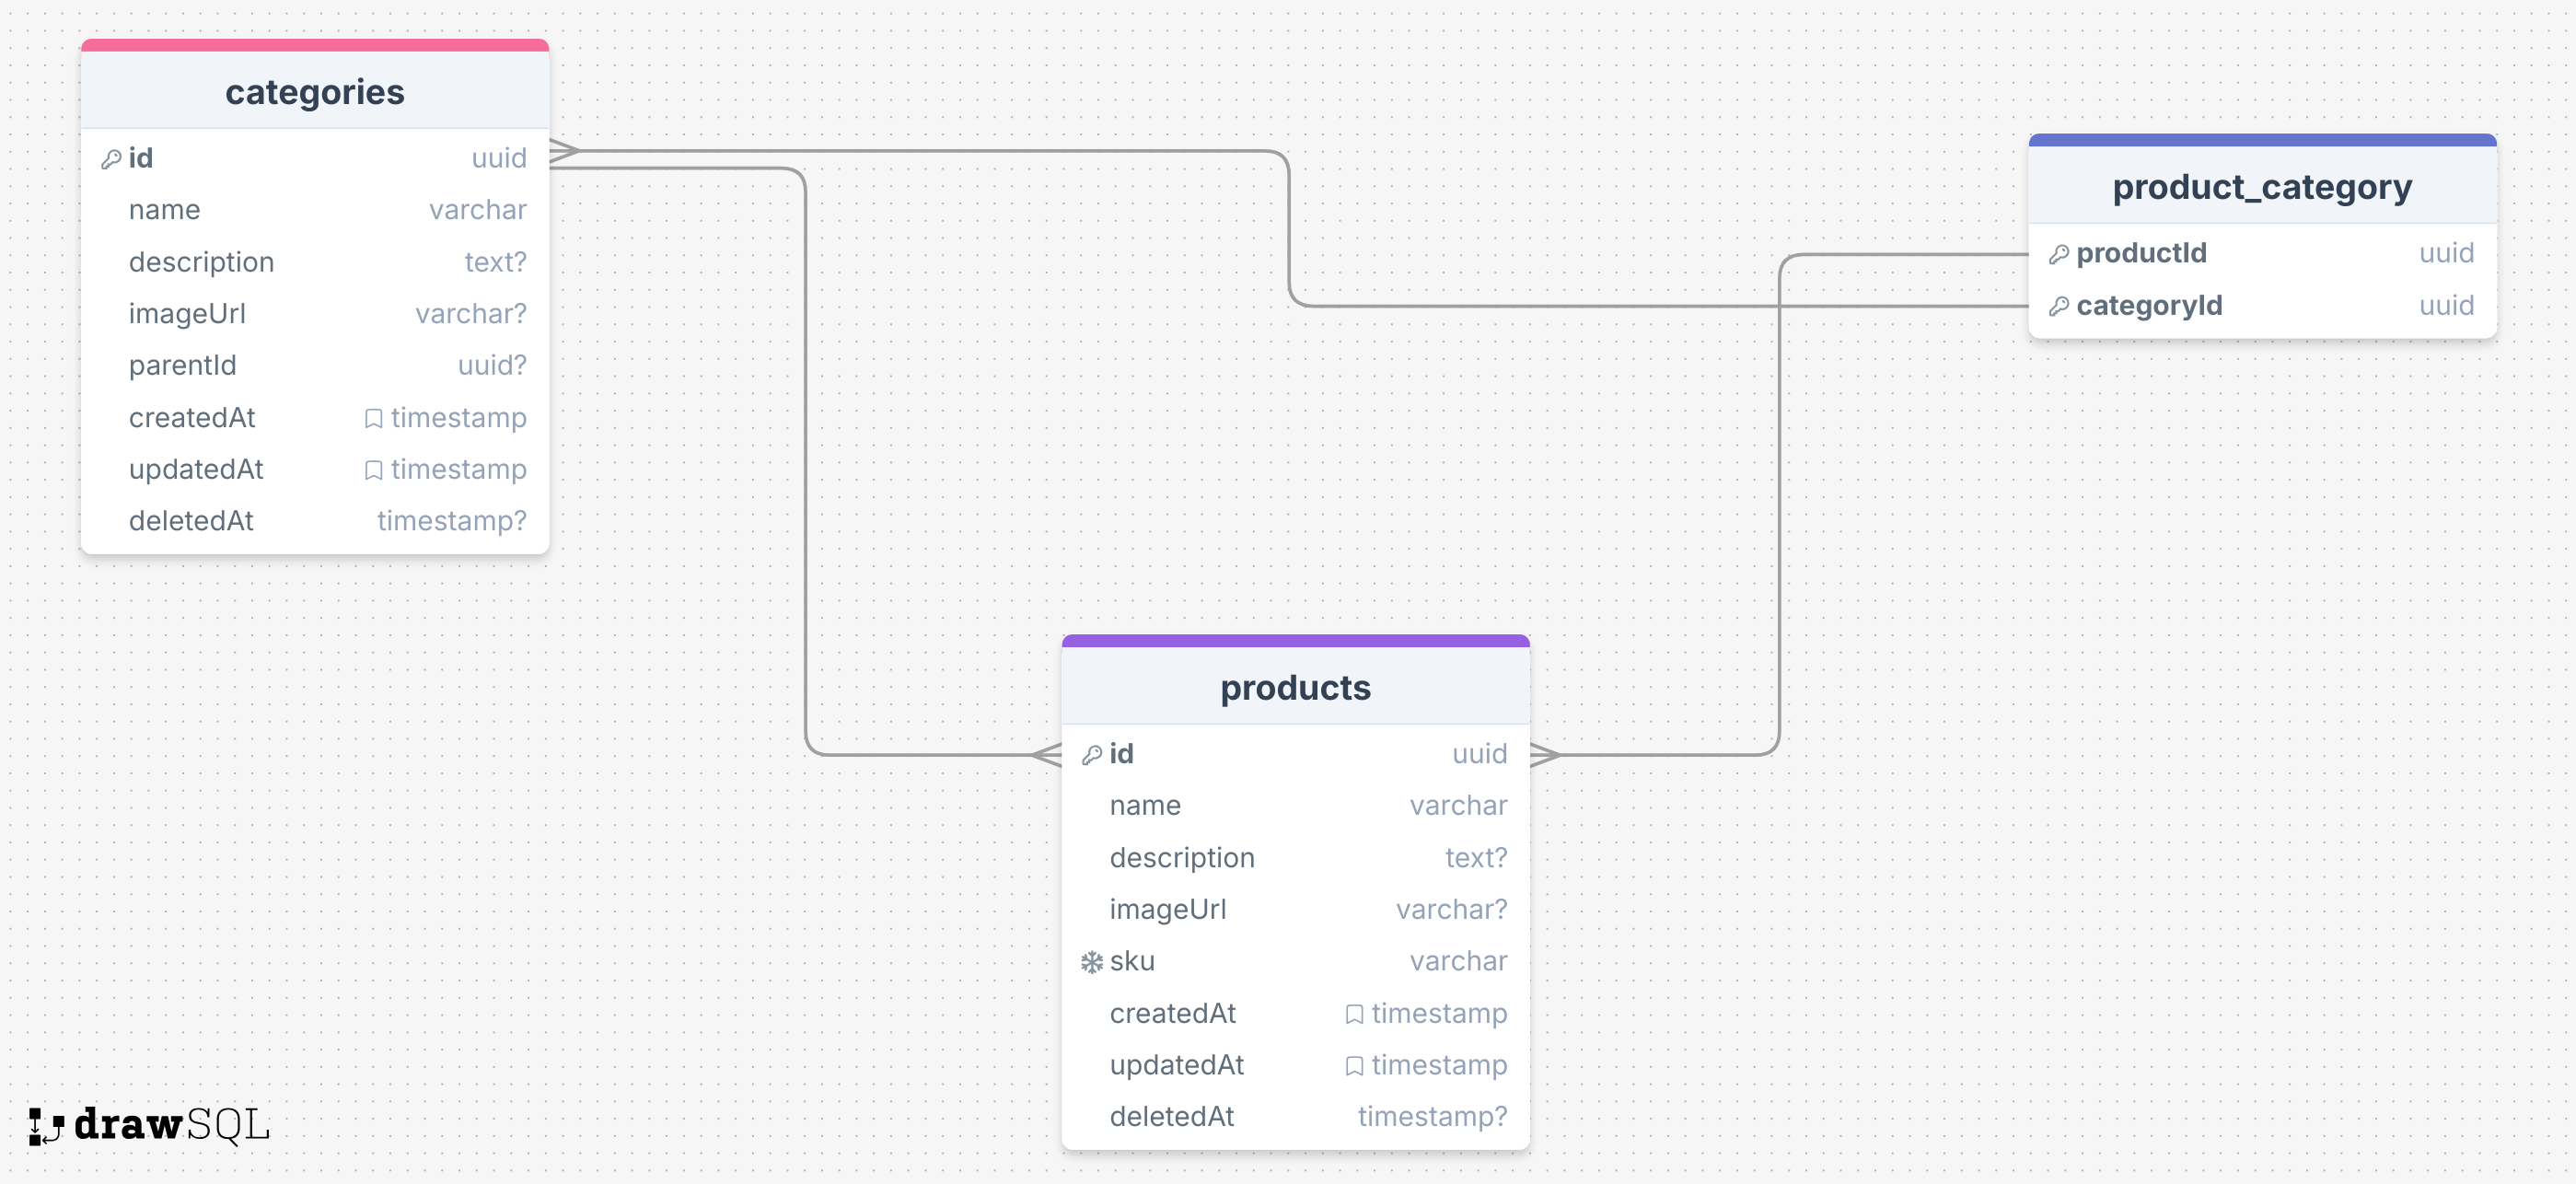 categories
id uuid
name varchar
description text?
imageUrl varchar?
parentId uuid?
createdAt timestamp
updatedAt timestamp
deletedAt timestamp?
product_category
productId uuid
categoryId uuid
products
id uuid
name varchar
description text?
imageUrl varchar?
sku varchar
createdAt timestamp
updatedAt timestamp
deletedAt timestamp?
drawSQL